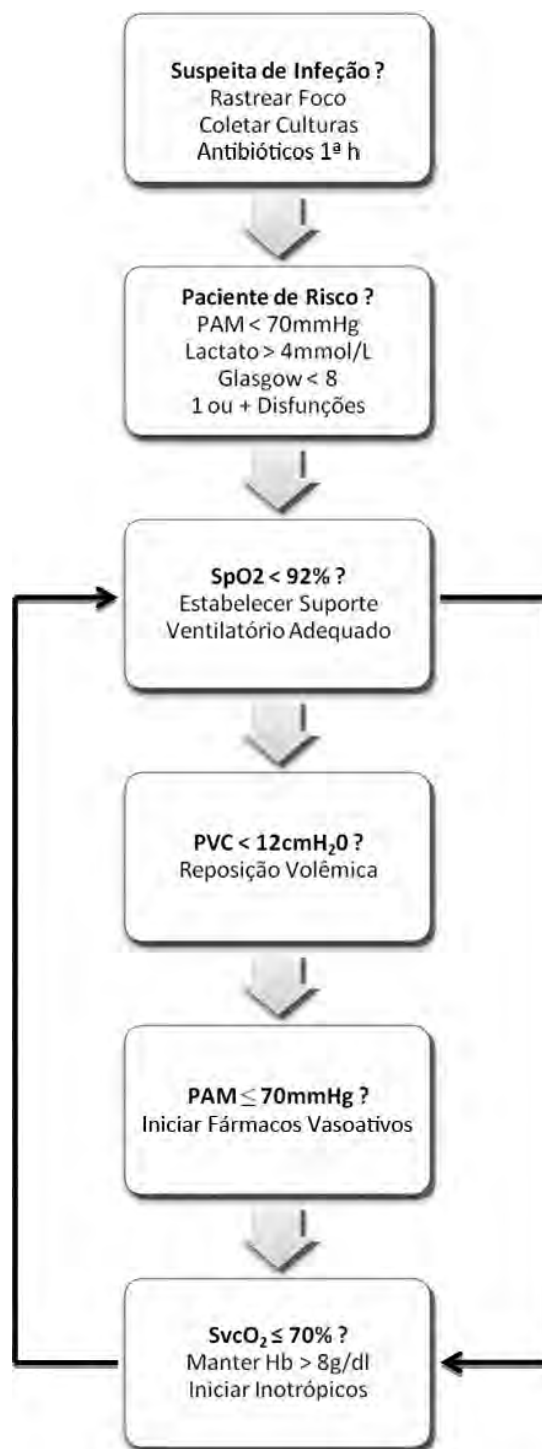 Suspeita de Infeção ?
Rastrear Foco
Coletar Culturas
Antibióticos 1ª h
Paciente de Risco ?
PAM < 70mmHg
Lactato > 4mmol/L
Glasgow < 8
1 ou + Disfunções
SpO2 < 92% ?
Estabelecer Suporte
Ventilatório Adequado
PVC < 12cmH₂0 ?
Reposição Volêmica
PAM ≤ 70mmHg ?
Iniciar Fármacos Vasoativos
SvcO₂ ≤ 70% ?
Manter Hb > 8g/dl
Iniciar Inotrópicos